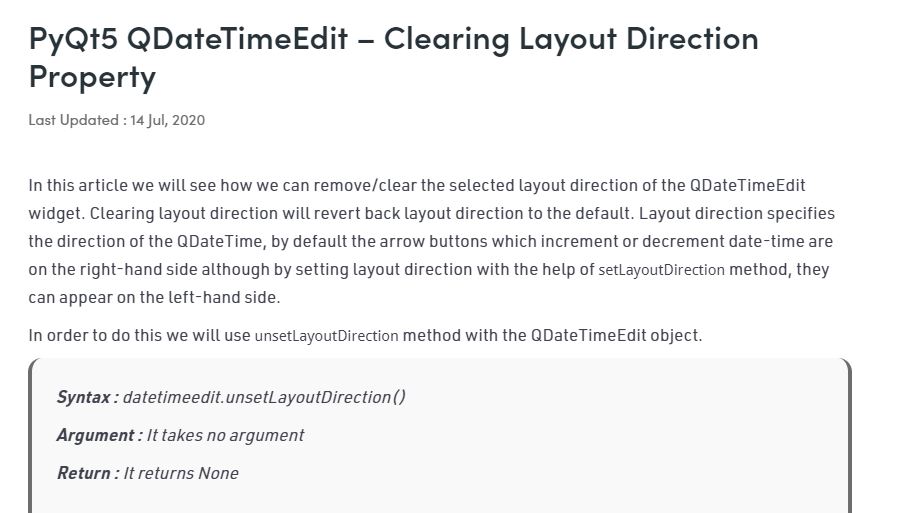 PyQt5 QDateTimeEdit – Clearing Layout Direction
Property
Last Updated : 14 Jul, 2020
In this article we will see how we can remove/clear the selected layout direction of the QDateTimeEdit
widget. Clearing layout direction will revert back layout direction to the default. Layout direction specifies
the direction of the QDateTime, by default the arrow buttons which increment or decrement date-time are
on the right-hand side although by setting layout direction with the help of setLayoutDirection method, they
can appear on the left-hand side.
In order to do this we will use unsetLayoutDirection method with the QDateTimeEdit object.
Syntax : datetimeedit.unsetLayoutDirection()
Argument : It takes no argument
Return : It returns None